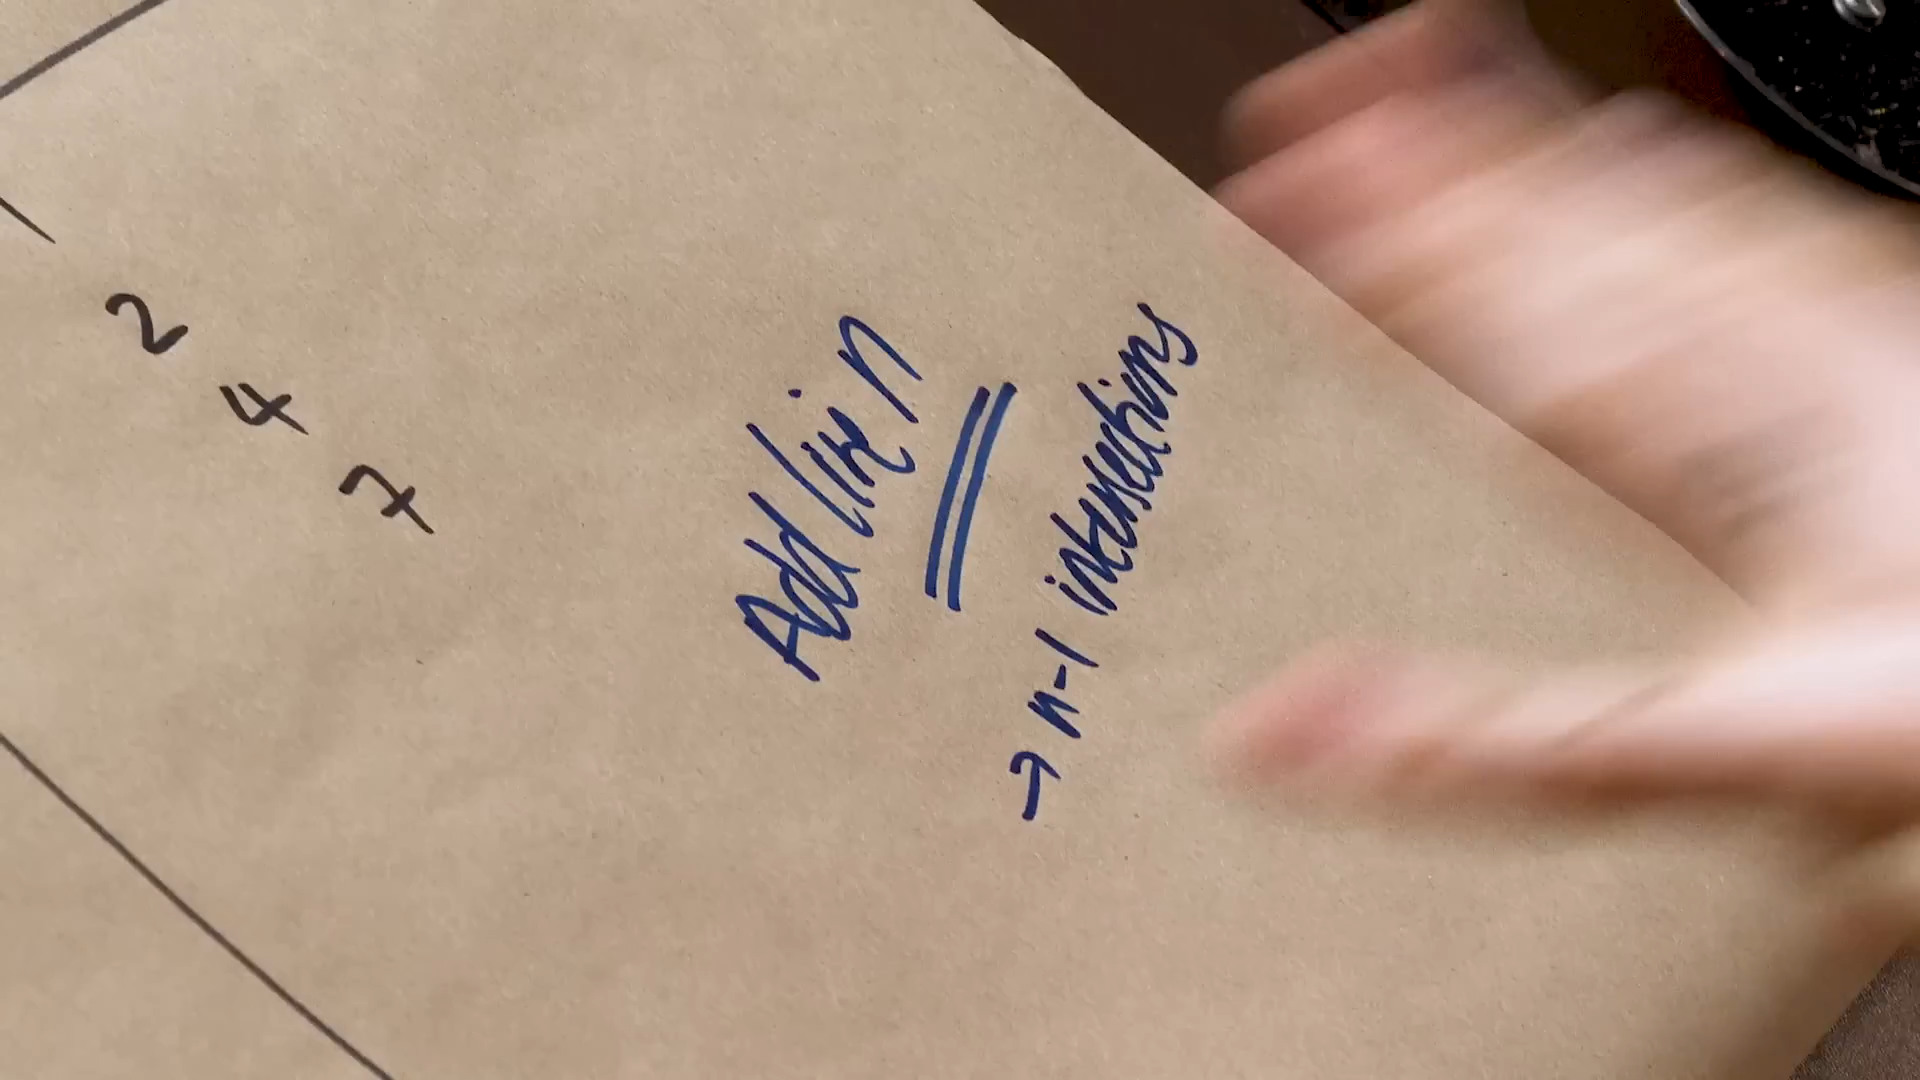 2
4
7
Add line n
→ n-1 intersections